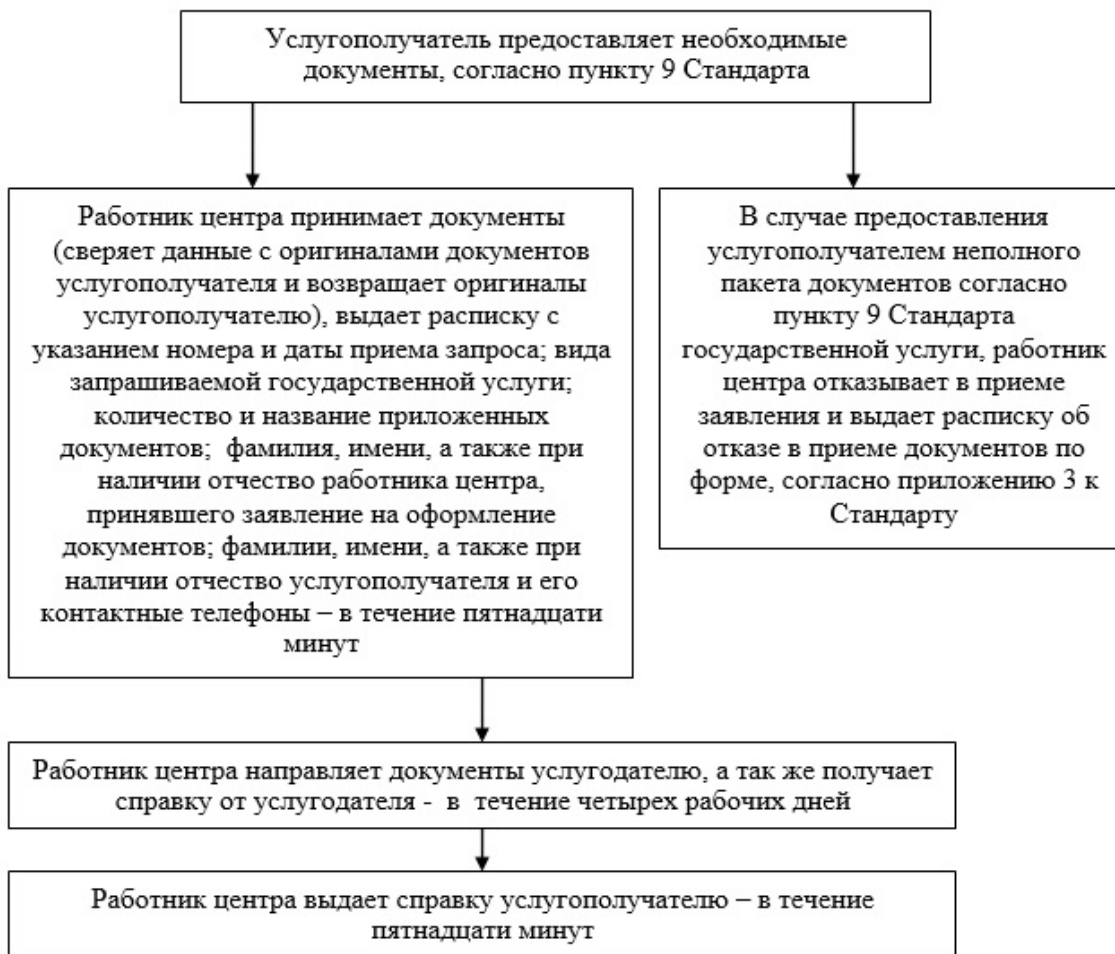 Услугополучатель предоставляет необходимые
документы, согласно пункту 9 Стандарта
Работник центра принимает документы
(сверяет данные с оригиналами документов
услугополучателя и возвращает оригиналы
услугополучателю), выдает расписку с
указанием номера и даты приема запроса; вида
запрашиваемой государственной услуги;
количество и название приложенных
документов;  фамилия, имени, а также при
наличии отчество работника центра,
принявшего заявление на оформление
документов; фамилии, имени, а также при
наличии отчество услугополучателя и его
контактные телефоны – в течение пятнадцати
минут
В случае предоставления
услугополучателем неполного
пакета документов согласно
пункту 9 Стандарта
государственной услуги, работник
центра отказывает в приеме
заявления и выдает расписку об
отказе в приеме документов по
форме, согласно приложению 3 к
Стандарту
Работник центра направляет документы услугодателю, а так же получает
справку от услугодателя -  в  течение четырех рабочих дней
Работник центра выдает справку услугополучателю – в течение
пятнадцати минут